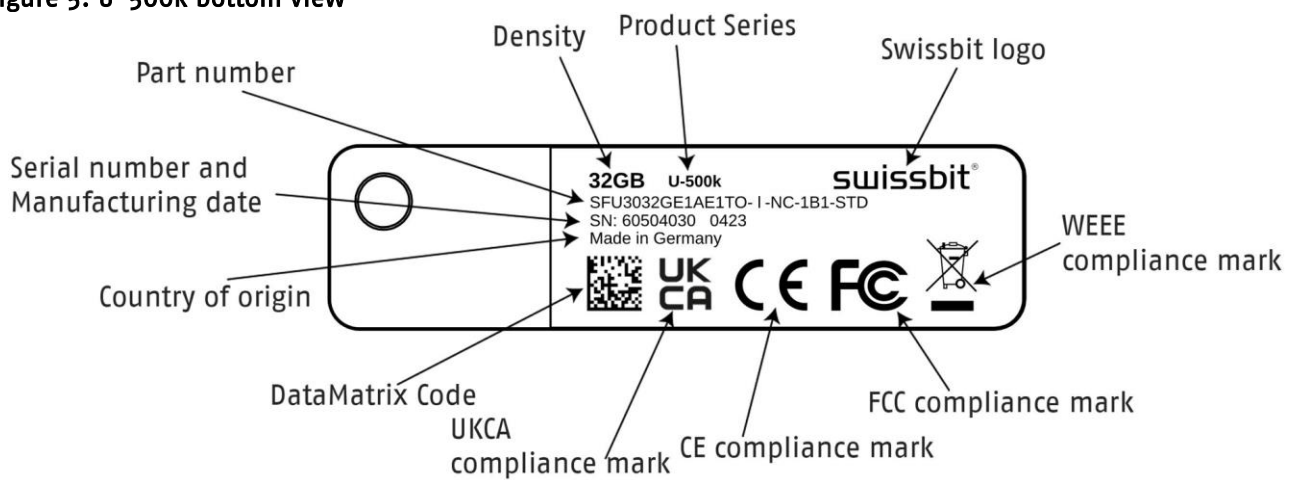 Figure 5: U-500k bottom view
Density
Product Series
Swissbit logo
Part number
Serial number and
Manufacturing date
Country of origin
32GB U-500k
swissbit®
SFU3032GE1AE1TO- I -NC-1B1-STD
SN: 60504030 0423
Made in Germany
UK
CA
CE
FC
WEEE
compliance mark
DataMatrix Code
UKCA
compliance mark
CE compliance mark
FCC compliance mark